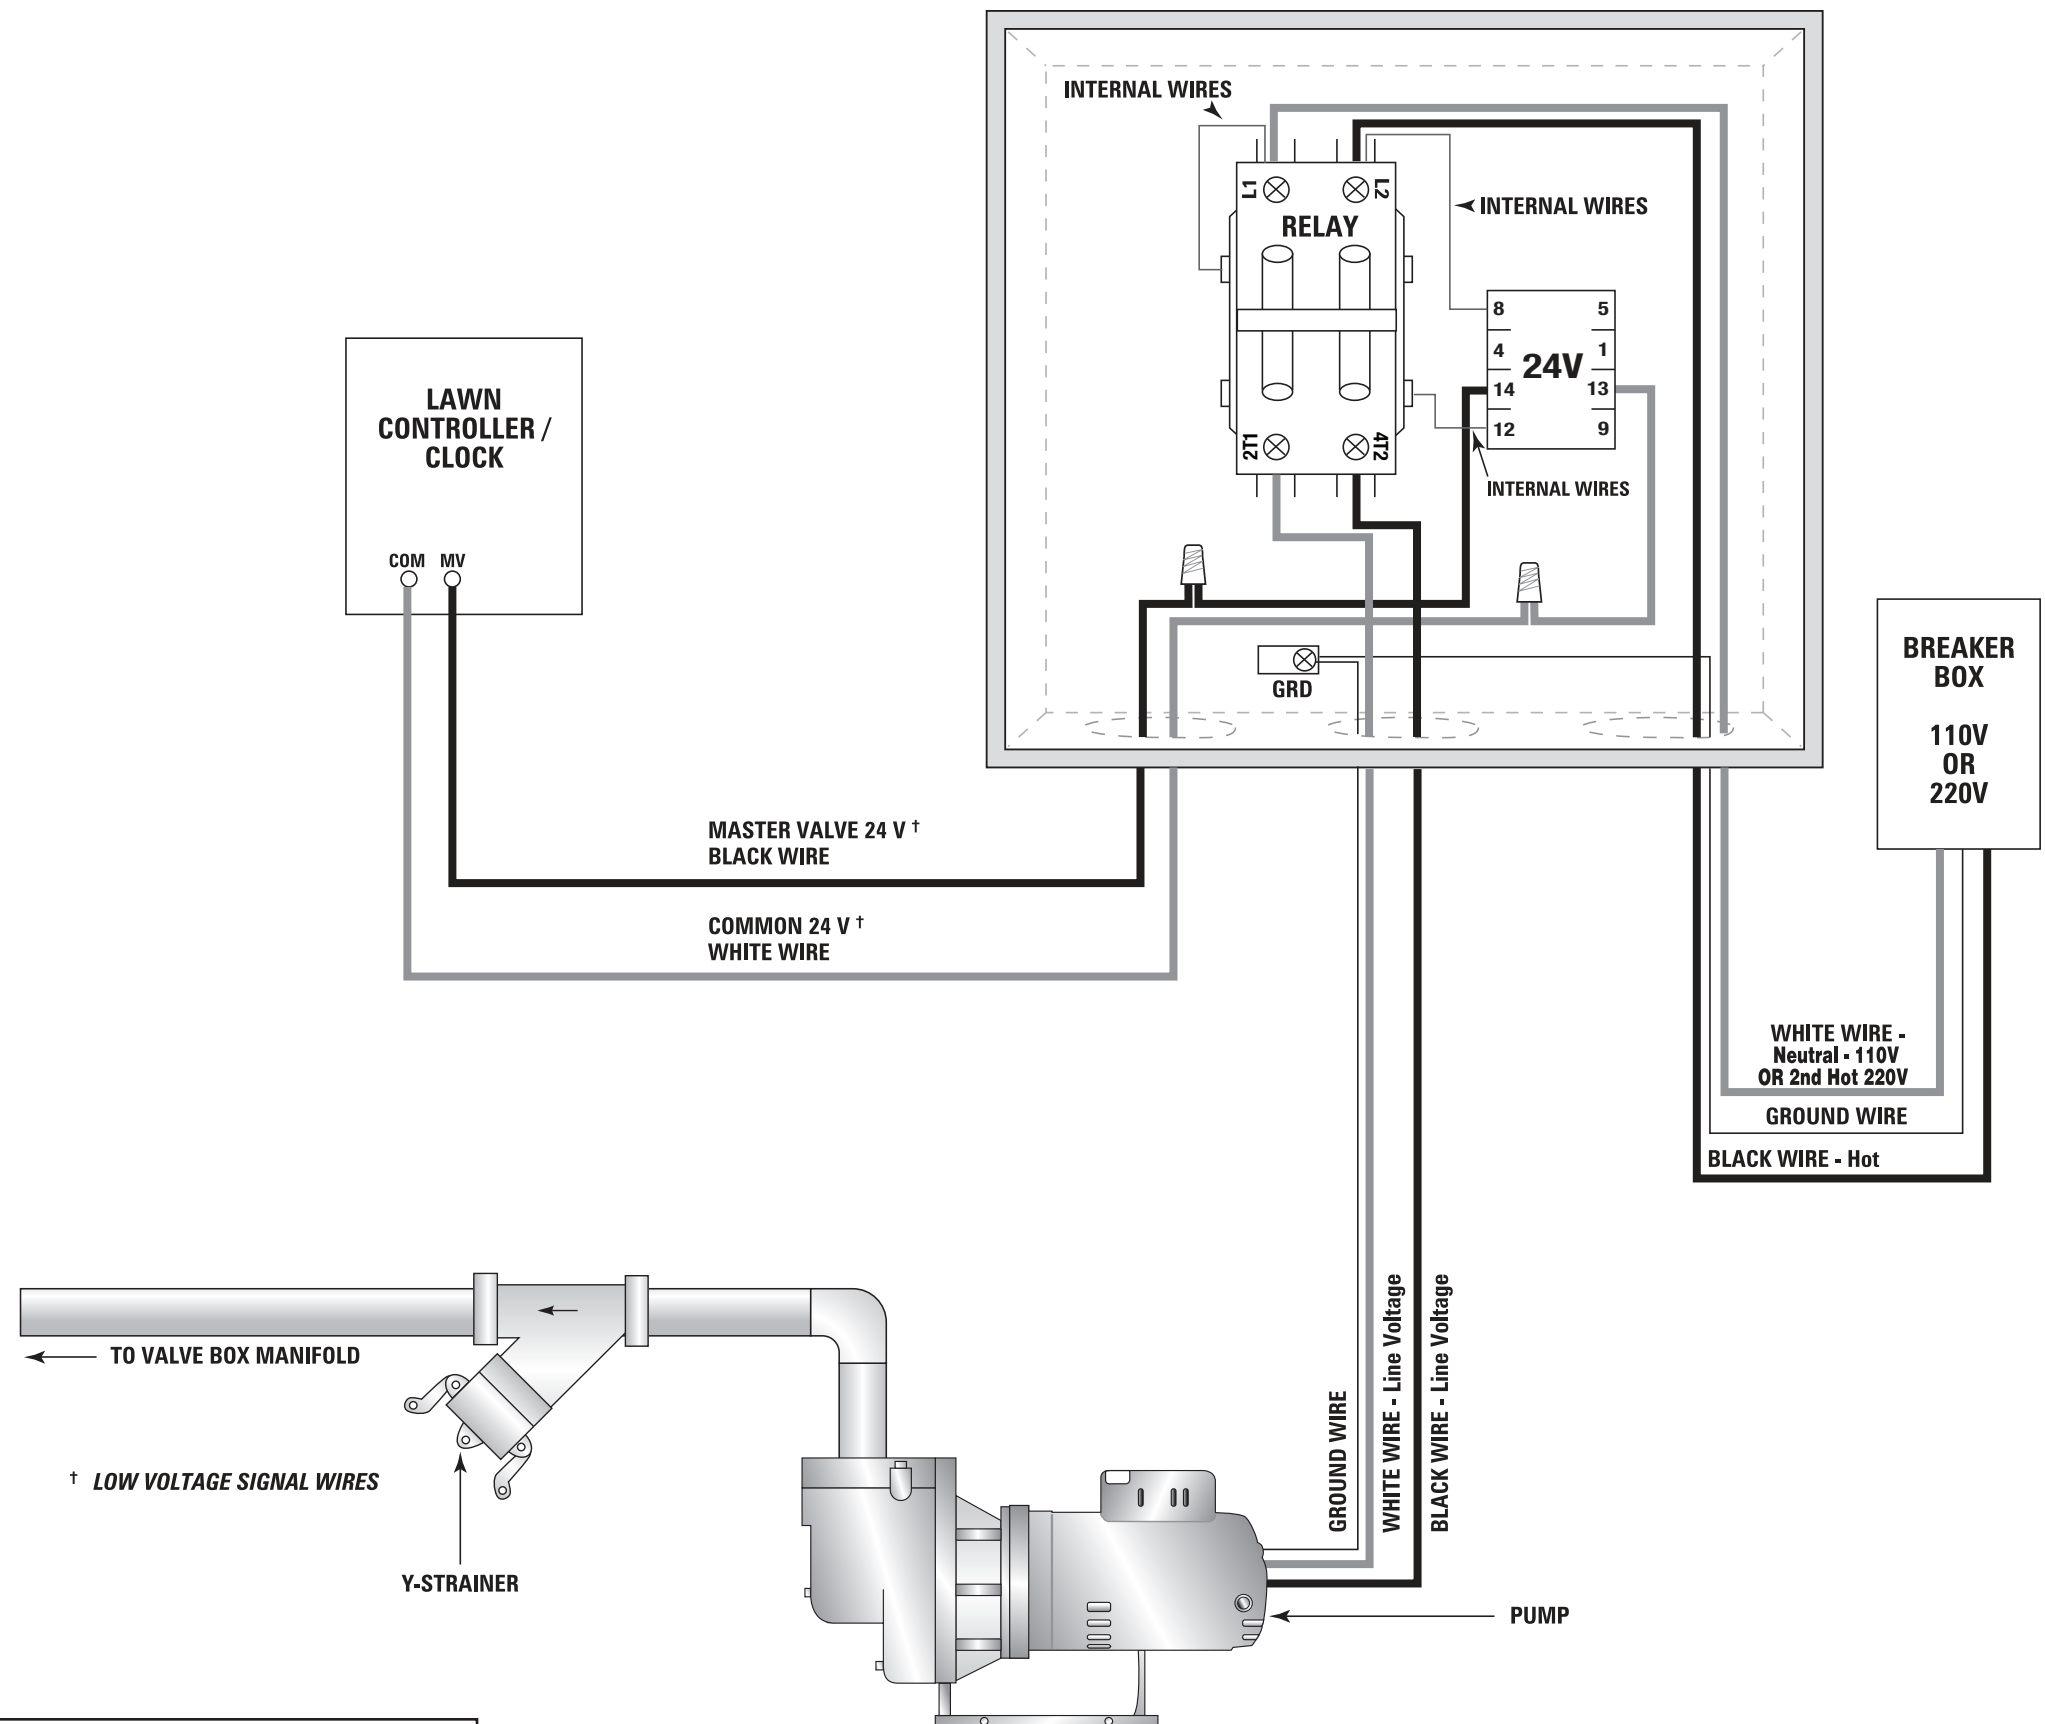 INTERNAL WIRES
L1
L2
RELAY
INTERNAL WIRES
8
5
4
1
24V
14
13
12
9
2T1
4T2
INTERNAL WIRES
GRD
LAWN
CONTROLLER /
CLOCK
COM
MV
BREAKER
BOX
110V
OR
220V
MASTER VALVE 24 V †
BLACK WIRE
COMMON 24 V †
WHITE WIRE
WHITE WIRE -
Neutral - 110V
OR 2nd Hot 220V
GROUND WIRE
BLACK WIRE - Hot
GROUND WIRE
WHITE WIRE - Line Voltage
BLACK WIRE - Line Voltage
TO VALVE BOX MANIFOLD
† LOW VOLTAGE SIGNAL WIRES
Y-STRAINER
PUMP